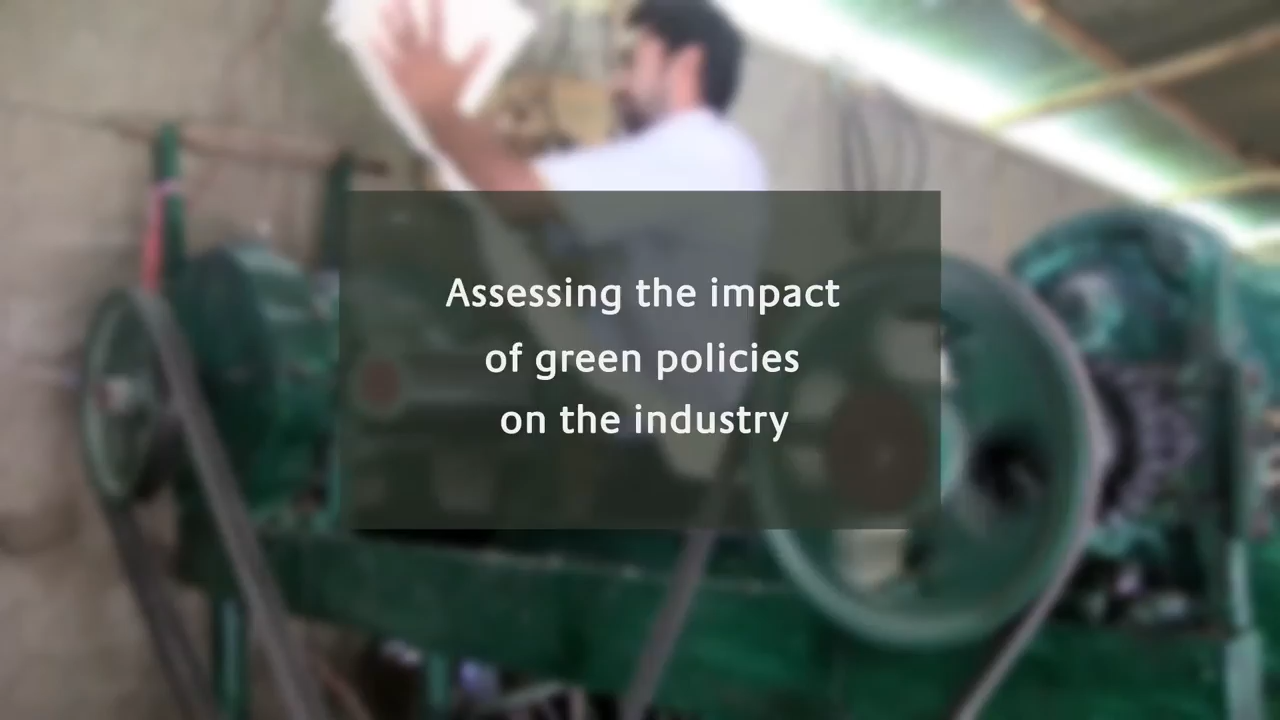 Assessing the impact
of green policies
on the industry